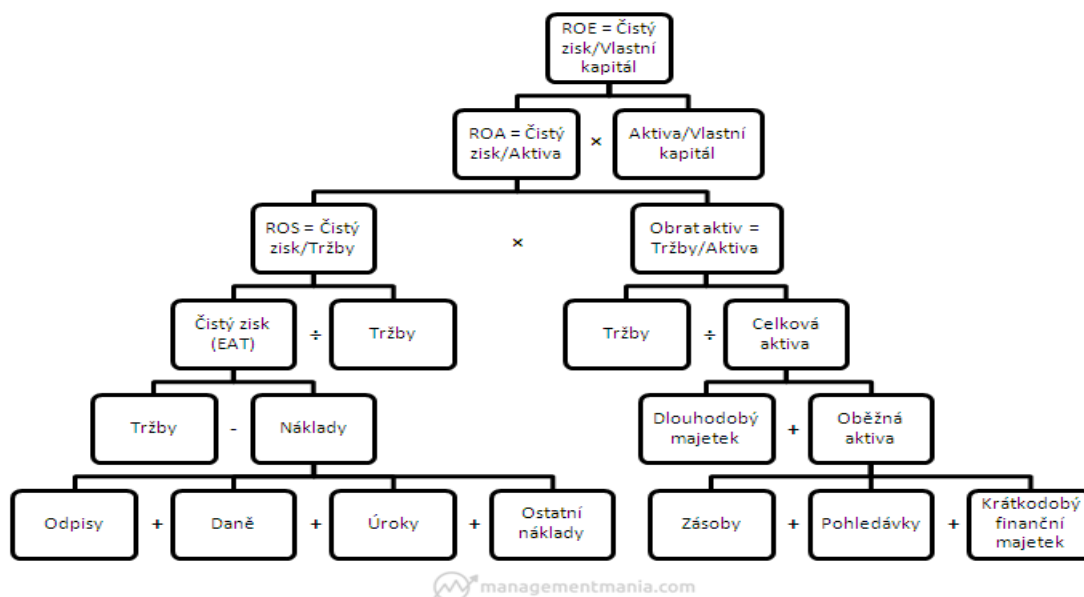 ROE = Čistý
zisk/Vlastní
kapitál
ROA = Čistý
zisk/Aktiva
×
Aktiva/Vlastní
kapitál
ROS = Čistý
zisk/Tržby
×
Obrat aktiv =
Tržby/Aktiva
Čistý zisk
(EAT)
÷
Tržby
Tržby
÷
Celková
aktiva
Tržby
-
Náklady
Dlouhodobý
majetek
+
Oběžná
aktiva
Odpisy
+
Daně
+
Úroky
+
Ostatní
náklady
Zásoby
+
Pohledávky
+
Krátkodobý
finanční
majetek
managementmania.com